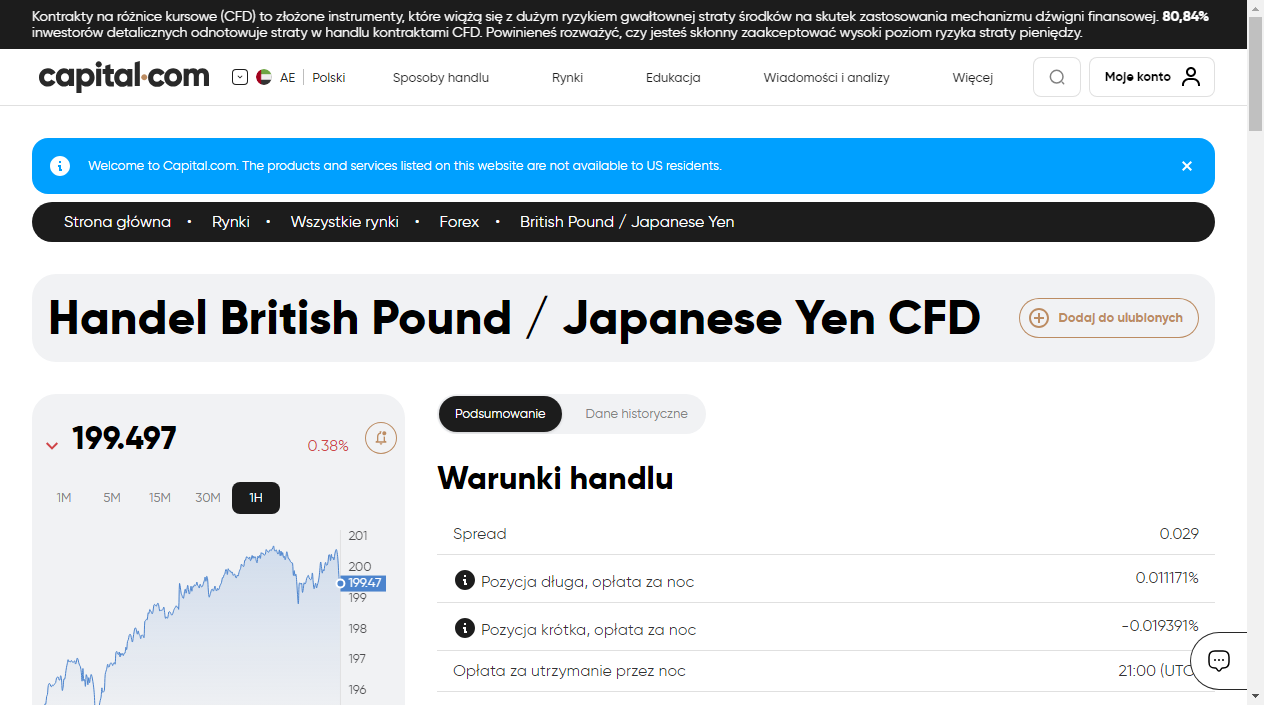 Kontrakty na różnice kursowe (CFD) to złożone instrumenty, które wiążą się z dużym ryzykiem gwałtownej straty środków na skutek zastosowania mechanizmu dźwigni finansowej. 80,84%
inwestorów detalicznych odnotowuje straty w handlu kontraktami CFD. Powinieneś rozważyć, czy jesteś skłonny zaakceptować wysoki poziom ryzyka straty pieniędzy.
capital.com AE Polski Sposoby handlu Rynki Edukacja Wiadomości i analizy Więcej Moje konto
Welcome to Capital.com. The products and services listed on this website are not available to US residents.
Strona główna • Rynki • Wszystkie rynki • Forex • British Pound / Japanese Yen
Handel British Pound / Japanese Yen CFD
Dodaj do ulubionych
199.497 0.38%
1M 5M 15M 30M 1H
201
200
199.47
199
198
197
196
Podsumowanie Dane historyczne
Warunki handlu
Spread 0.029
Pozycja długa, opłata za noc 0.011171%
Pozycja krótka, opłata za noc -0.019391%
Opłata za utrzymanie przez noc 21:00 (UTC